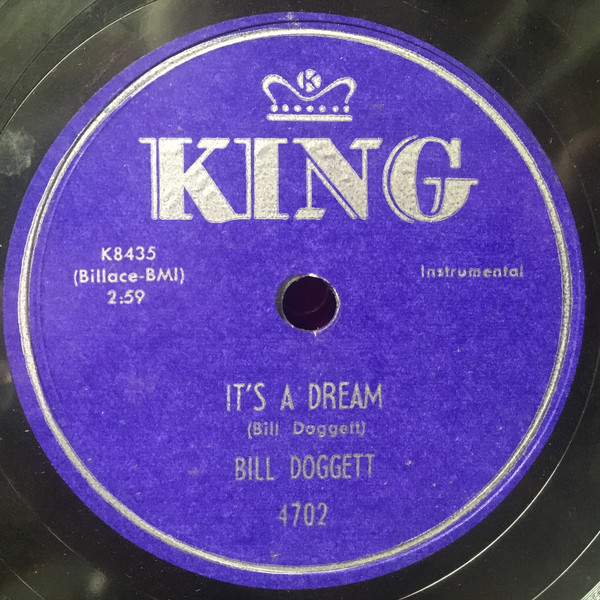 K
KING
K8435
(Billace-BMI)
2:59
Instrumental
IT'S A DREAM
(Bill Doggett)
BILL DOGGETT
4702